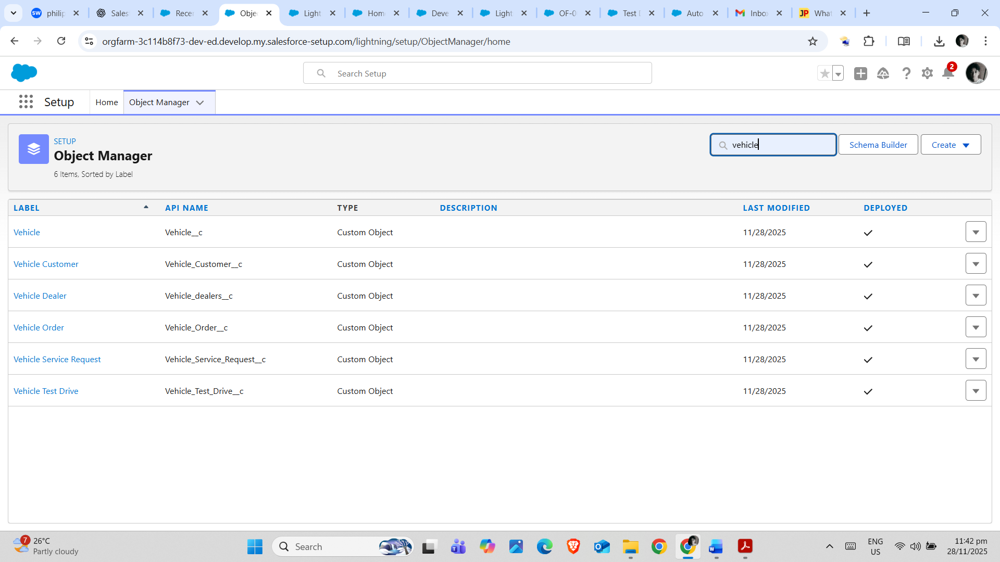 philip
Sales
Recer
Objec
Light
Home
Deve
Light
OF-0
Test D
Auto
Inbo
What
orgfarm-3c114b8f73-dev-ed.develop.my.salesforce-setup.com/lightning/setup/ObjectManager/home
Search Setup
2
Setup
Home
Object Manager
SETUP
Object Manager
6 Items, Sorted by Label
vehicle
Schema Builder
Create
LABEL API NAME TYPE DESCRIPTION LAST MODIFIED DEPLOYED
Vehicle Vehicle__c Custom Object 11/28/2025
Vehicle Customer Vehicle_Customer__c Custom Object 11/28/2025
Vehicle Dealer Vehicle_dealers__c Custom Object 11/28/2025
Vehicle Order Vehicle_Order__c Custom Object 11/28/2025
Vehicle Service Request Vehicle_Service_Request__c Custom Object 11/28/2025
Vehicle Test Drive Vehicle_Test_Drive__c Custom Object 11/28/2025
7
26°C
Partly cloudy
Search
ENG
US
11:42 pm
28/11/2025